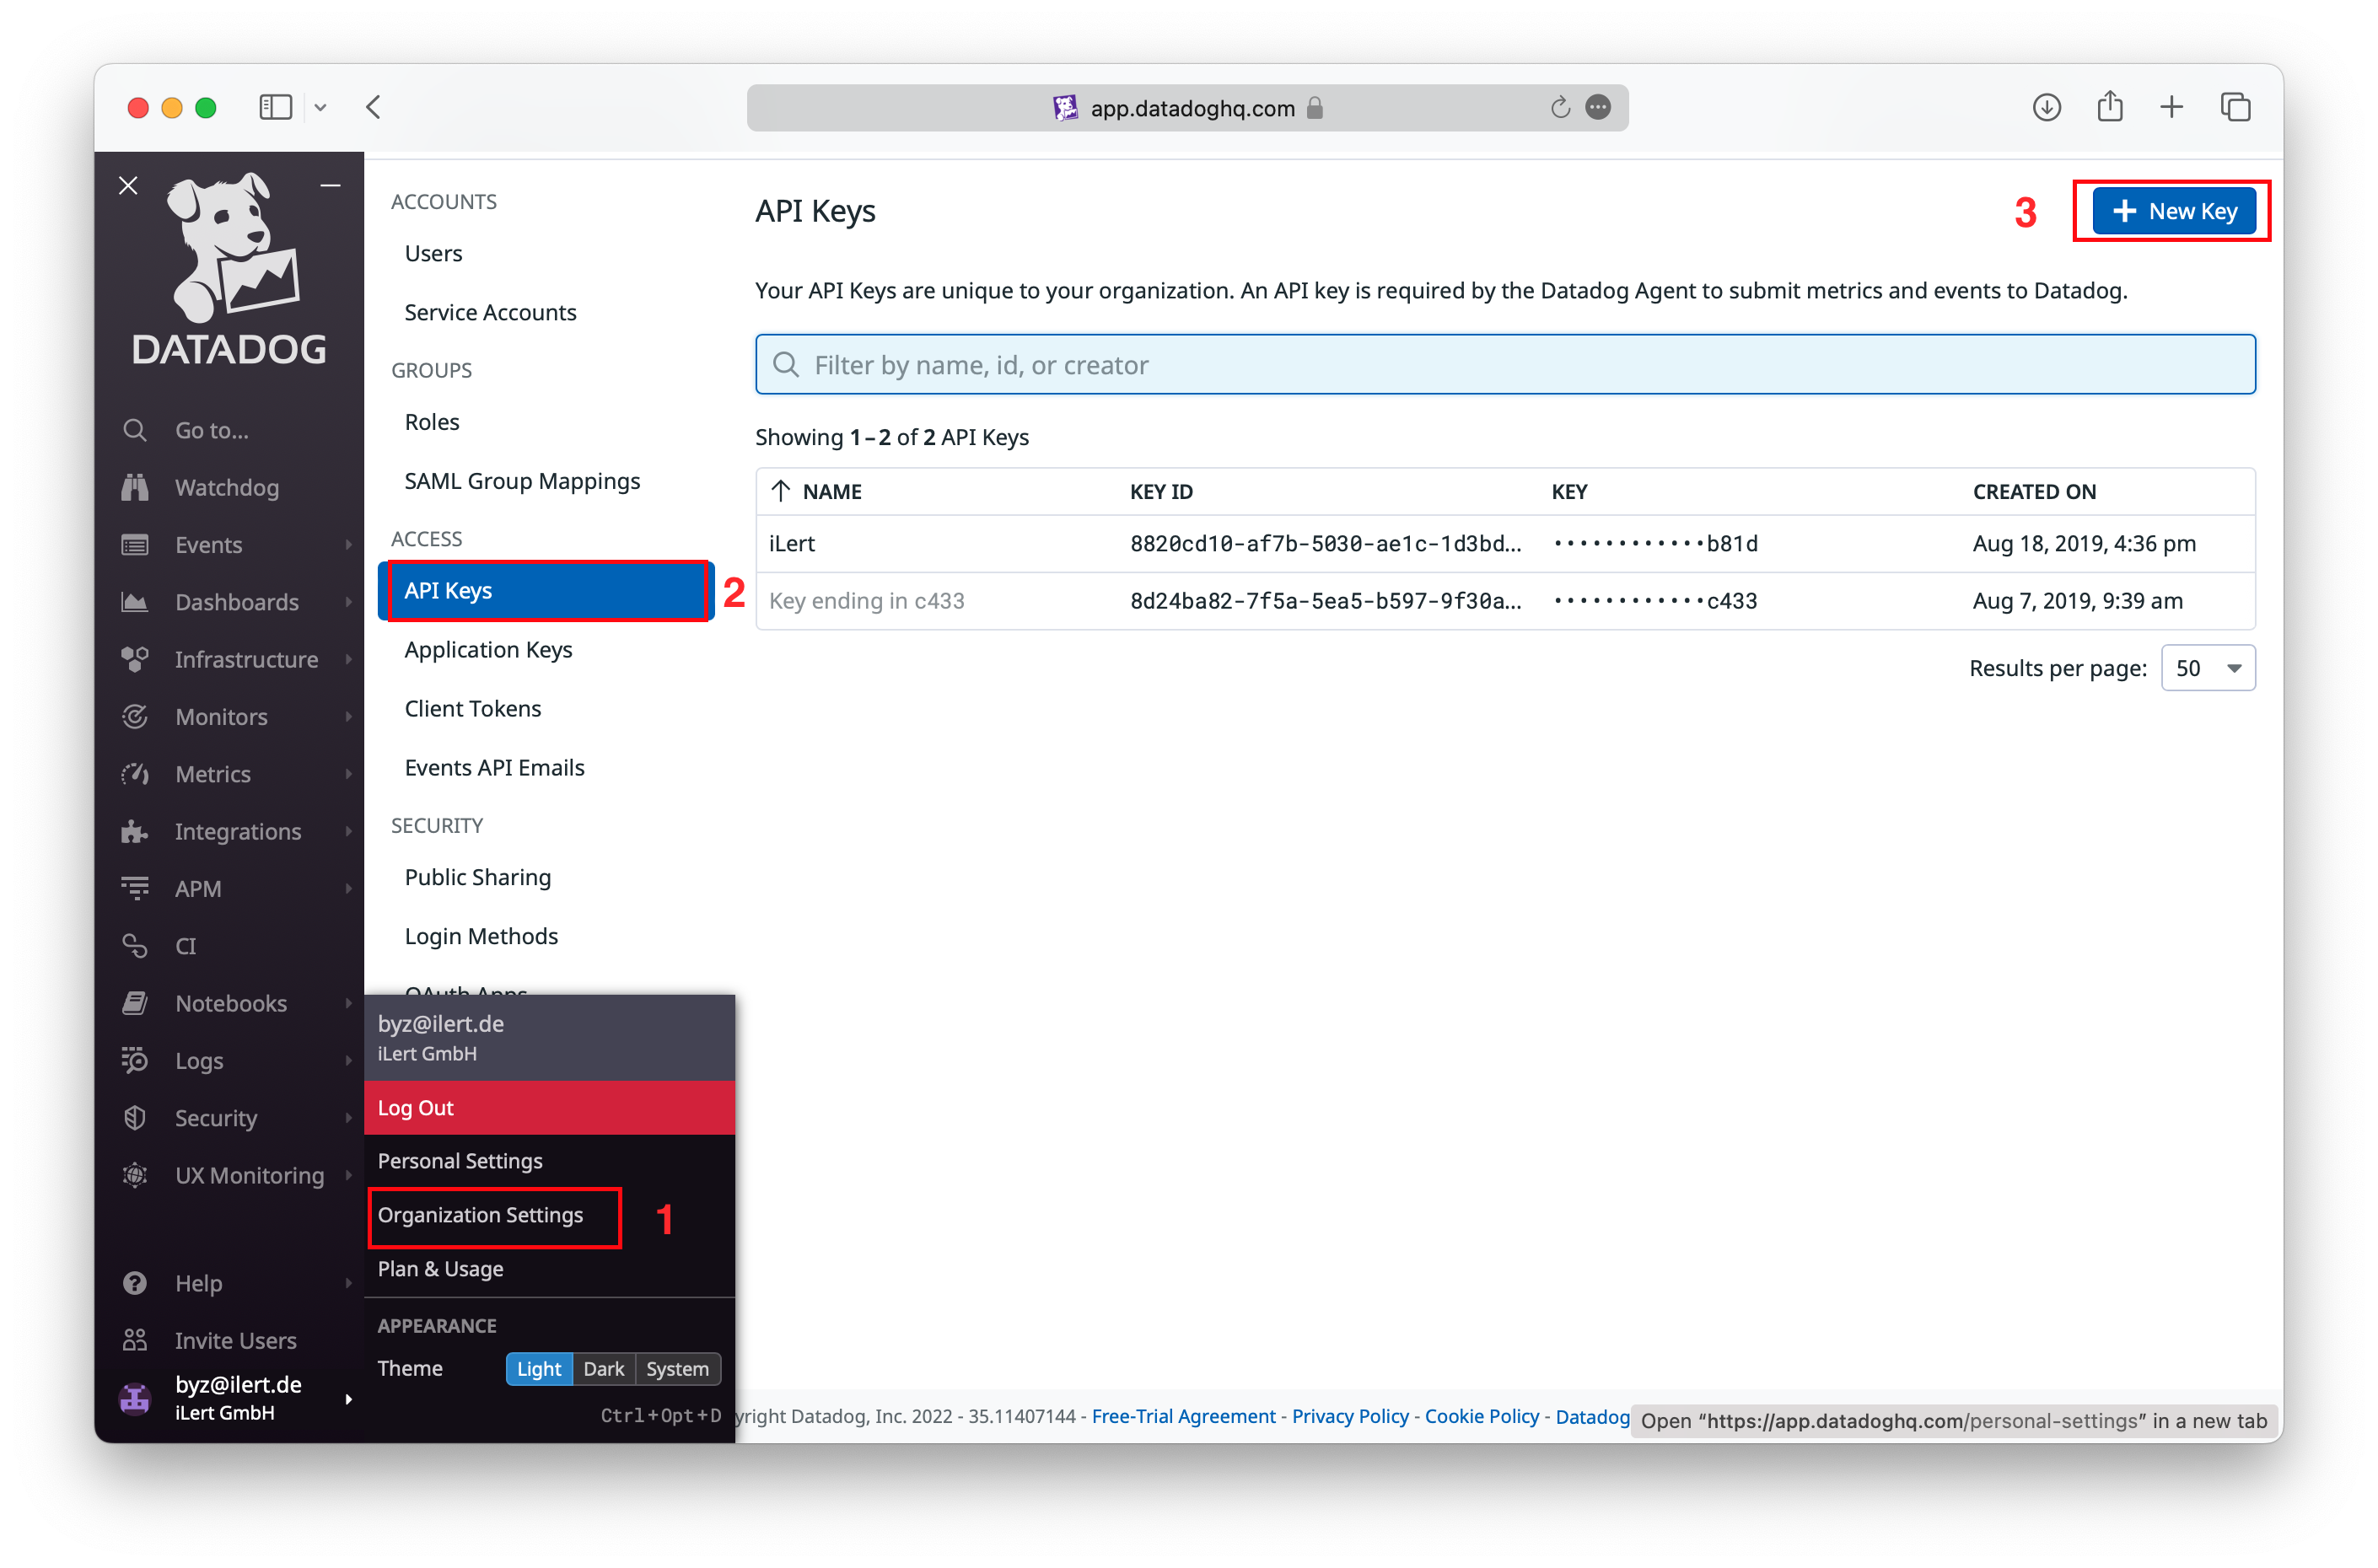 app.datadoghq.com
DATADOG
Go to...
Watchdog
Events
Dashboards
Infrastructure
Monitors
Metrics
Integrations
APM
CI
Notebooks
Logs
Security
UX Monitoring
Help
Invite Users
byz@ilert.de
iLert GmbH
ACCOUNTS
Users
Service Accounts
GROUPS
Roles
SAML Group Mappings
ACCESS
API Keys
2
Application Keys
Client Tokens
Events API Emails
SECURITY
Public Sharing
Login Methods
OAuth Apps
byz@ilert.de
iLert GmbH
Log Out
Personal Settings
Organization Settings
1
Plan & Usage
APPEARANCE
Theme Light Dark System
Ctrl+Opt+D
API Keys
3
+ New Key
Your API Keys are unique to your organization. An API key is required by the Datadog Agent to submit metrics and events to Datadog.
Filter by name, id, or creator
Showing 1–2 of 2 API Keys
NAME KEY ID KEY CREATED ON
iLert 8820cd10-af7b-5030-ae1c-1d3bd... ••••••••••••b81d Aug 18, 2019, 4:36 pm
Key ending in c433 8d24ba82-7f5a-5ea5-b597-9f30a... ••••••••••••c433 Aug 7, 2019, 9:39 am
Results per page: 50
yright Datadog, Inc. 2022 - 35.11407144 - Free-Trial Agreement - Privacy Policy - Cookie Policy - Datadog
Open “https://app.datadoghq.com/personal-settings” in a new tab